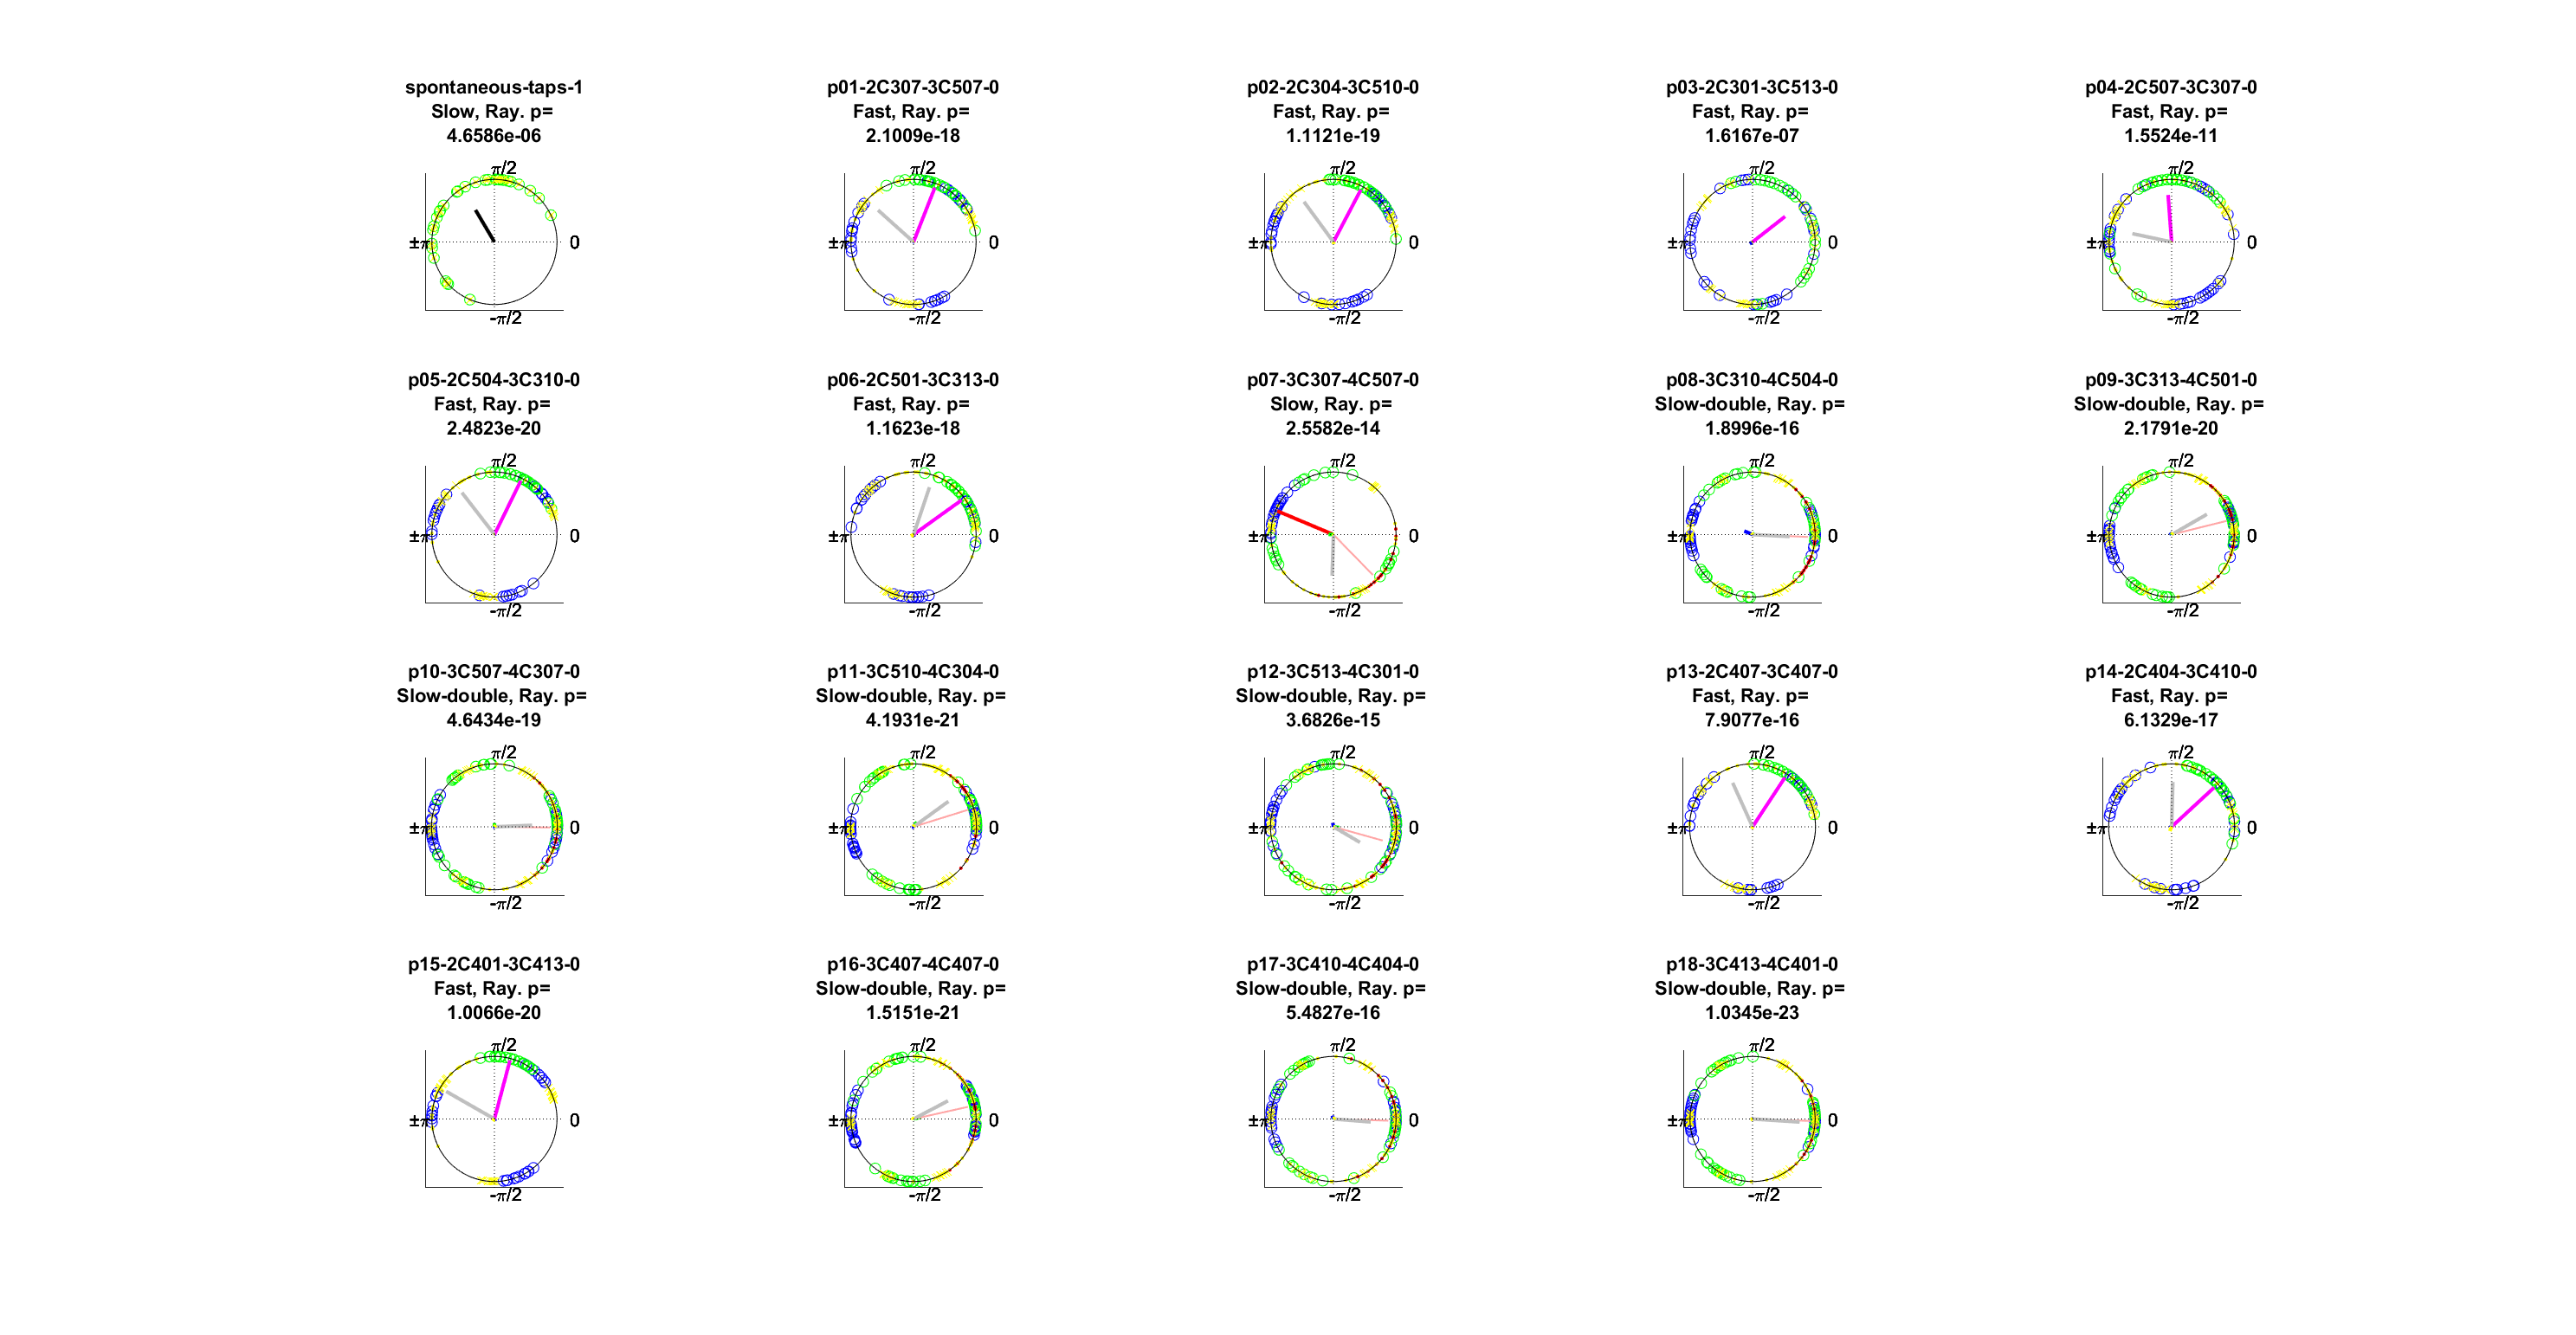 spontaneous-taps-1
Slow, Ray. p=
4.6586e-06
π/2
±π
0
-π/2
p01-2C307-3C507-0
Fast, Ray. p=
2.1009e-18
π/2
±π
0
-π/2
p02-2C304-3C510-0
Fast, Ray. p=
1.1121e-19
π/2
±π
0
-π/2
p03-2C301-3C513-0
Fast, Ray. p=
1.6167e-07
π/2
±π
0
-π/2
p04-2C507-3C307-0
Fast, Ray. p=
1.5524e-11
π/2
±π
0
-π/2
p05-2C504-3C310-0
Fast, Ray. p=
2.4823e-20
π/2
±π
0
-π/2
p06-2C501-3C313-0
Fast, Ray. p=
1.1623e-18
π/2
±π
0
-π/2
p07-3C307-4C507-0
Slow, Ray. p=
2.5582e-14
π/2
±π
0
-π/2
p08-3C310-4C504-0
Slow-double, Ray. p=
1.8996e-16
π/2
±π
0
-π/2
p09-3C313-4C501-0
Slow-double, Ray. p=
2.1791e-20
π/2
±π
0
-π/2
p10-3C507-4C307-0
Slow-double, Ray. p=
4.6434e-19
π/2
±π
0
-π/2
p11-3C510-4C304-0
Slow-double, Ray. p=
4.1931e-21
π/2
±π
0
-π/2
p12-3C513-4C301-0
Slow-double, Ray. p=
3.6826e-15
π/2
±π
0
-π/2
p13-2C407-3C407-0
Fast, Ray. p=
7.9077e-16
π/2
±π
0
-π/2
p14-2C404-3C410-0
Fast, Ray. p=
6.1329e-17
π/2
±π
0
-π/2
p15-2C401-3C413-0
Fast, Ray. p=
1.0066e-20
π/2
±π
0
-π/2
p16-3C407-4C407-0
Slow-double, Ray. p=
1.5151e-21
π/2
±π
0
-π/2
p17-3C410-4C404-0
Slow-double, Ray. p=
5.4827e-16
π/2
±π
0
-π/2
p18-3C413-4C401-0
Slow-double, Ray. p=
1.0345e-23
π/2
±π
0
-π/2